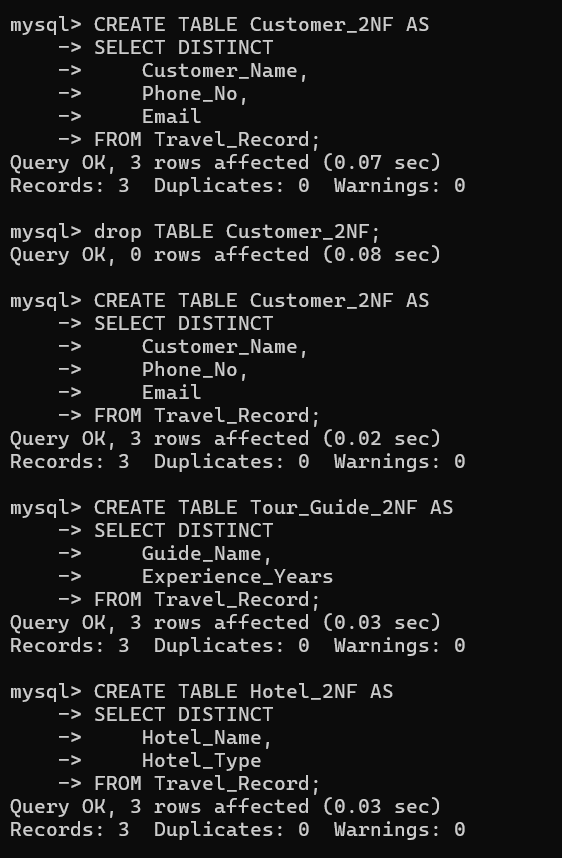 mysql> CREATE TABLE Customer_2NF AS
    -> SELECT DISTINCT
    ->     Customer_Name,
    ->     Phone_No,
    ->     Email
    -> FROM Travel_Record;
Query OK, 3 rows affected (0.07 sec)
Records: 3  Duplicates: 0  Warnings: 0

mysql> drop TABLE Customer_2NF;
Query OK, 0 rows affected (0.08 sec)

mysql> CREATE TABLE Customer_2NF AS
    -> SELECT DISTINCT
    ->     Customer_Name,
    ->     Phone_No,
    ->     Email
    -> FROM Travel_Record;
Query OK, 3 rows affected (0.02 sec)
Records: 3  Duplicates: 0  Warnings: 0

mysql> CREATE TABLE Tour_Guide_2NF AS
    -> SELECT DISTINCT
    ->     Guide_Name,
    ->     Experience_Years
    -> FROM Travel_Record;
Query OK, 3 rows affected (0.03 sec)
Records: 3  Duplicates: 0  Warnings: 0

mysql> CREATE TABLE Hotel_2NF AS
    -> SELECT DISTINCT
    ->     Hotel_Name,
    ->     Hotel_Type
    -> FROM Travel_Record;
Query OK, 3 rows affected (0.03 sec)
Records: 3  Duplicates: 0  Warnings: 0